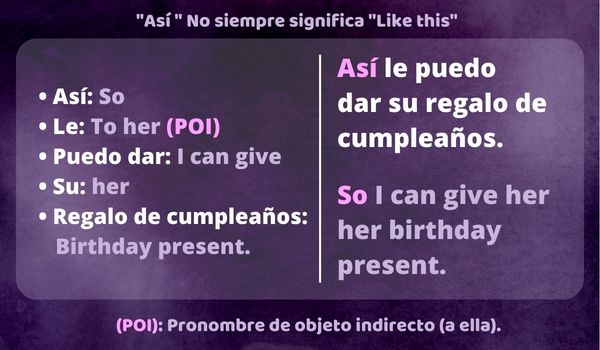 "Así " No siempre significa "Like this"
• Así: So
• Le: To her (POI)
• Puedo dar: I can give
• Su: her
• Regalo de cumpleaños:
Birthday present.
Así le puedo
dar su regalo de
cumpleaños.
So I can give her
her birthday
present.
(POI): Pronombre de objeto indirecto (a ella).